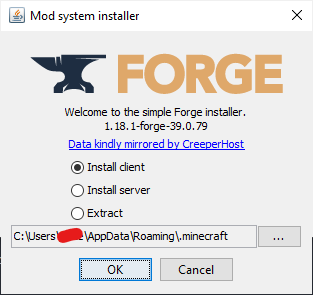 Mod system installer
FORGE
Welcome to the simple Forge installer.
1.18.1-forge-39.0.79
Data kindly mirrored by CreeperHost
Install client
Install server
Extract
C:\Users\ \AppData\Roaming\.minecraft
...
OK
Cancel